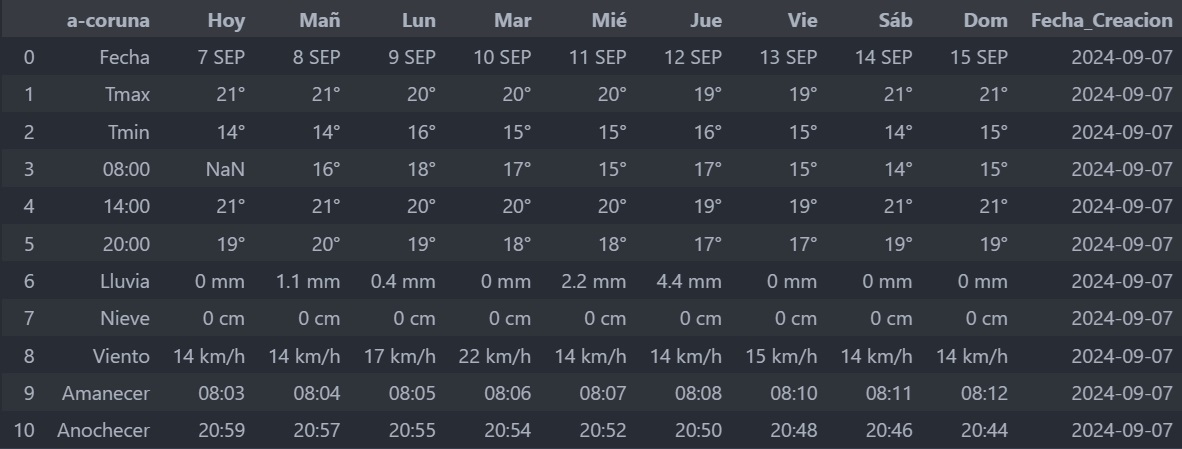 a-coruna Hoy Mañ Lun Mar Mié Jue Vie Sáb Dom Fecha_Creacion
0 Fecha 7 SEP 8 SEP 9 SEP 10 SEP 11 SEP 12 SEP 13 SEP 14 SEP 15 SEP 2024-09-07
1 Tmax 21° 21° 20° 20° 20° 19° 19° 21° 21° 2024-09-07
2 Tmin 14° 14° 16° 15° 15° 16° 15° 14° 15° 2024-09-07
3 08:00 NaN 16° 18° 17° 15° 17° 15° 14° 15° 2024-09-07
4 14:00 21° 21° 20° 20° 20° 19° 19° 21° 21° 2024-09-07
5 20:00 19° 20° 19° 18° 18° 17° 17° 19° 19° 2024-09-07
6 Lluvia 0 mm 1.1 mm 0.4 mm 0 mm 2.2 mm 4.4 mm 0 mm 0 mm 0 mm 2024-09-07
7 Nieve 0 cm 0 cm 0 cm 0 cm 0 cm 0 cm 0 cm 0 cm 0 cm 2024-09-07
8 Viento 14 km/h 14 km/h 17 km/h 22 km/h 14 km/h 14 km/h 15 km/h 14 km/h 14 km/h 2024-09-07
9 Amanecer 08:03 08:04 08:05 08:06 08:07 08:08 08:10 08:11 08:12 2024-09-07
10 Anochecer 20:59 20:57 20:55 20:54 20:52 20:50 20:48 20:46 20:44 2024-09-07